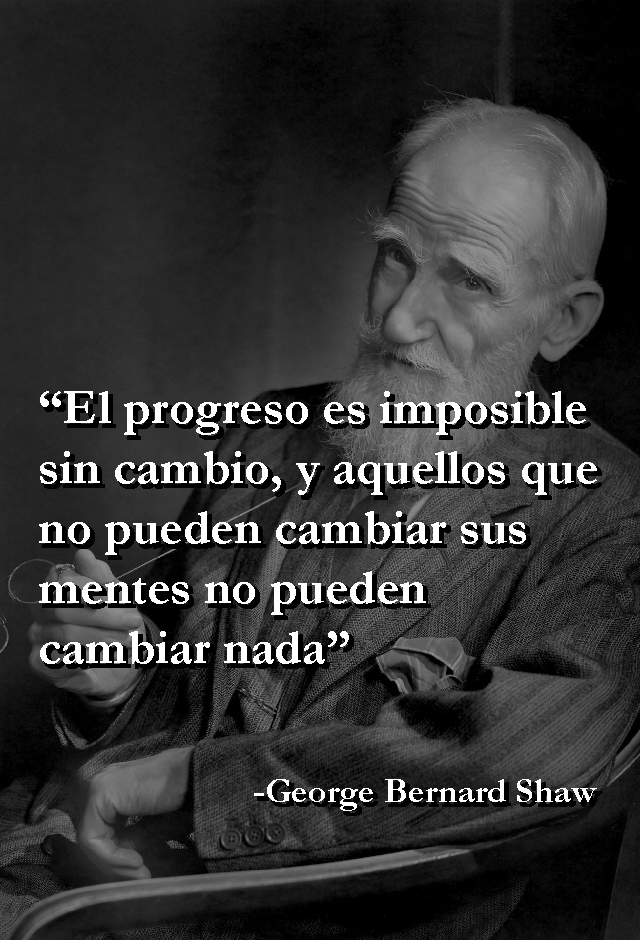 “El progreso es imposible
sin cambio, y aquellos que
no pueden cambiar sus
mentes no pueden
cambiar nada”
-George Bernard Shaw